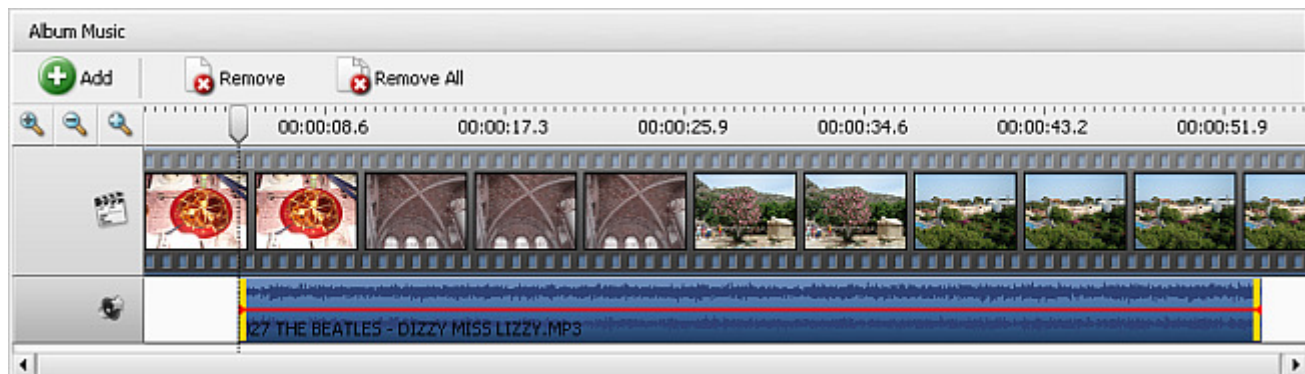 Album Music
Add Remove Remove All
00:00:08.6 00:00:17.3 00:00:25.9 00:00:34.6 00:00:43.2 00:00:51.9
027 THE BEATLES - DIZZY MISS LIZZY.MP3